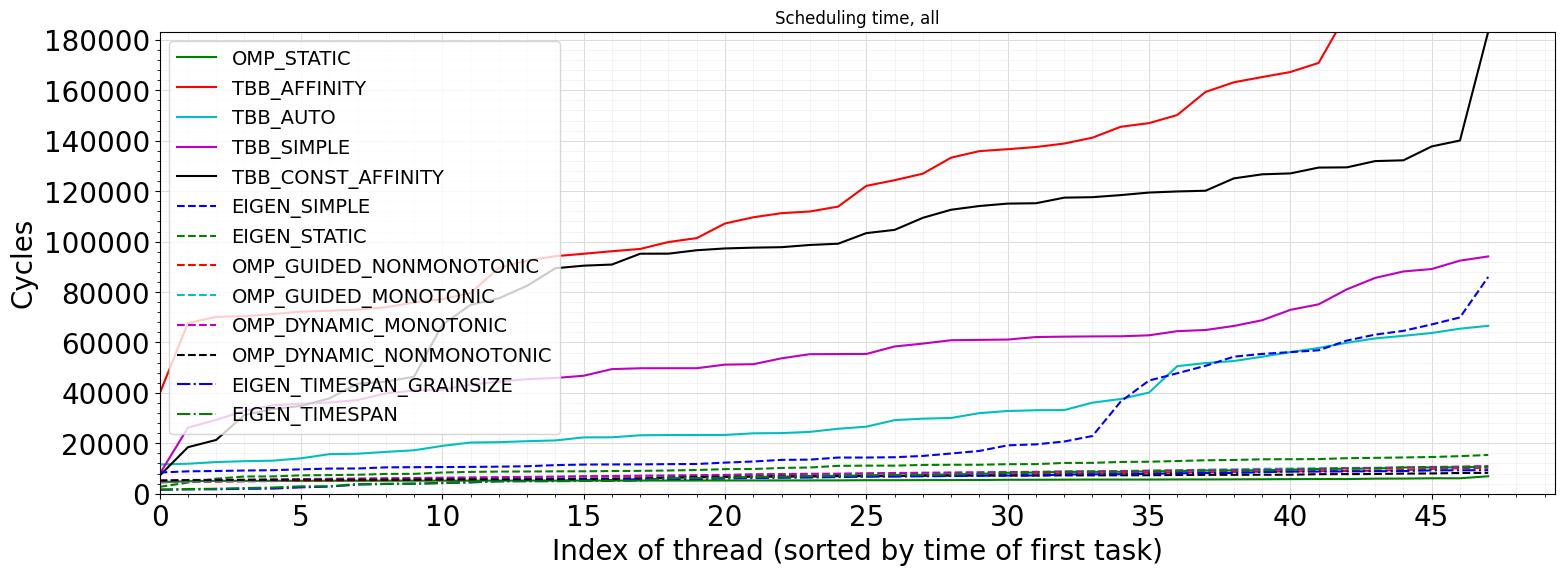 Scheduling time, all
Cycles
180000
160000
140000
120000
100000
80000
60000
40000
20000
0
OMP_STATIC
TBB_AFFINITY
TBB_AUTO
TBB_SIMPLE
TBB_CONST_AFFINITY
EIGEN_SIMPLE
EIGEN_STATIC
OMP_GUIDED_NONMONOTONIC
OMP_GUIDED_MONOTONIC
OMP_DYNAMIC_MONOTONIC
OMP_DYNAMIC_NONMONOTONIC
EIGEN_TIMESPAN_GRAINSIZE
EIGEN_TIMESPAN
0 5 10 15 20 25 30 35 40 45
Index of thread (sorted by time of first task)